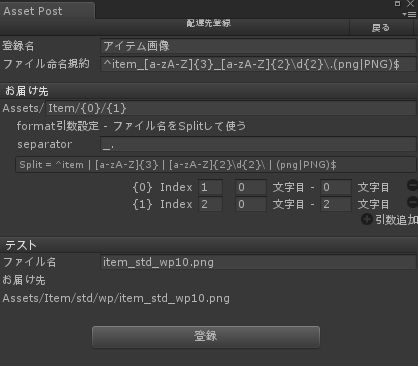 Asset Post
配達先登録
戻る
登録名 アイテム画像
ファイル命名規約 ^item_[a-zA-Z]{3}_[a-zA-Z]{2}\d{2}\.(png|PNG)$
お届け先
Assets/ Item/{0}/{1}
format引数設定 - ファイル名をSplitして使う
separator _.
Split = ^item | [a-zA-Z]{3} | [a-zA-Z]{2}\d{2}\ | (png|PNG)$
{0} Index 1 0 文字目 - 0 文字目
{1} Index 2 0 文字目 - 2 文字目
引数追加
テスト
ファイル名 item_std_wp10.png
お届け先
Assets/Item/std/wp/item_std_wp10.png
登録